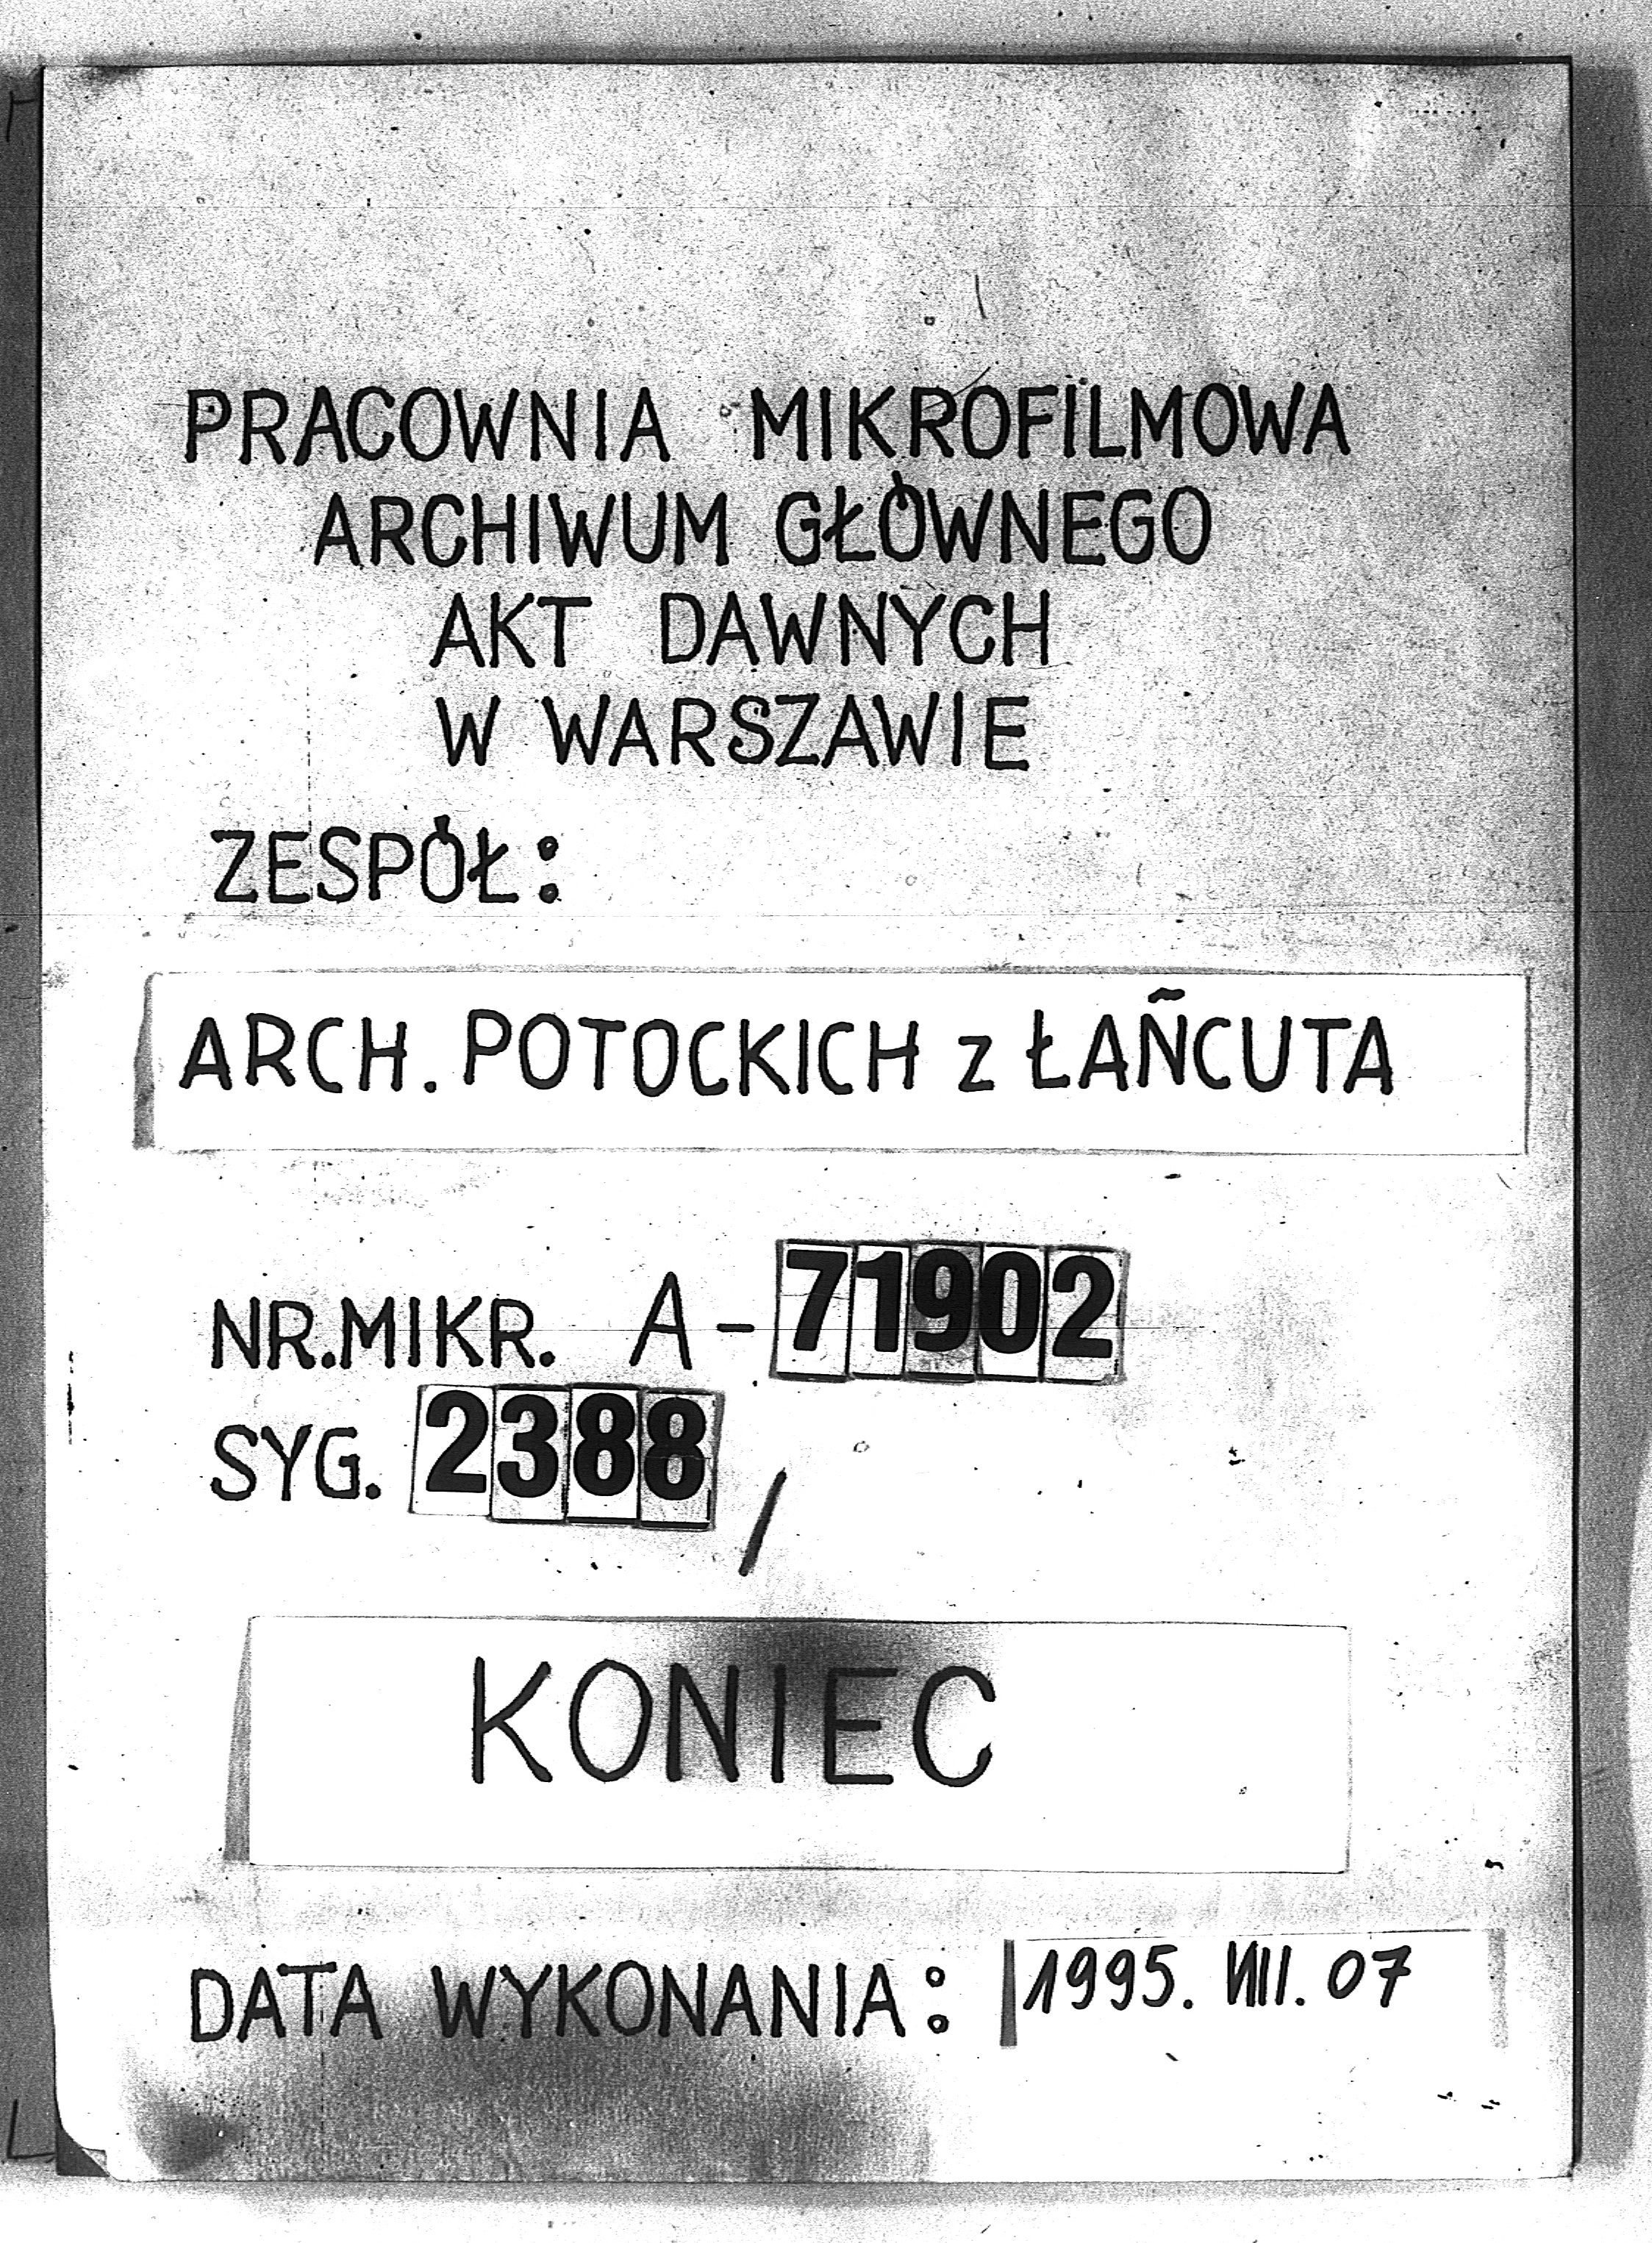 PRACOWNIA MIKROFILMOWA
ARCHIWUM GŁÓWNEGO
AKT DAWNYCH
W WARSZAWIE
ZESPÓŁ:
ARCH. POTOCKICH z ŁAŃCUTA
NR.MIKR. A-71902
SYG. 2388/
KONIEC
DATA WYKONANIA: 1995. VIII. 07